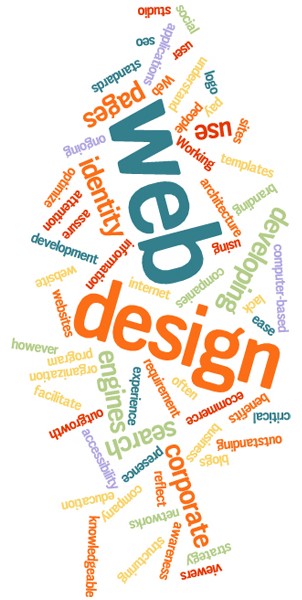 studio
social
seo
applications
user
standards
Web
understand
logo
pages
people
pay
use
sites
ongoing
Working
Web
templates
identity
optimize
attention
architecture
assure
branding
development
information
using
developing
computer-based
website
internet
companies
websites
lack
ease
design
however
program
organization
engines
experience
requirement
often
facilitate
ecommerce
benefits
critical
outgrowth
search
business
outstanding
accessibility
presence
blogs
corporate
reflect
education
company
networks
knowledgeable
awareness
structuring
strategy
viewers